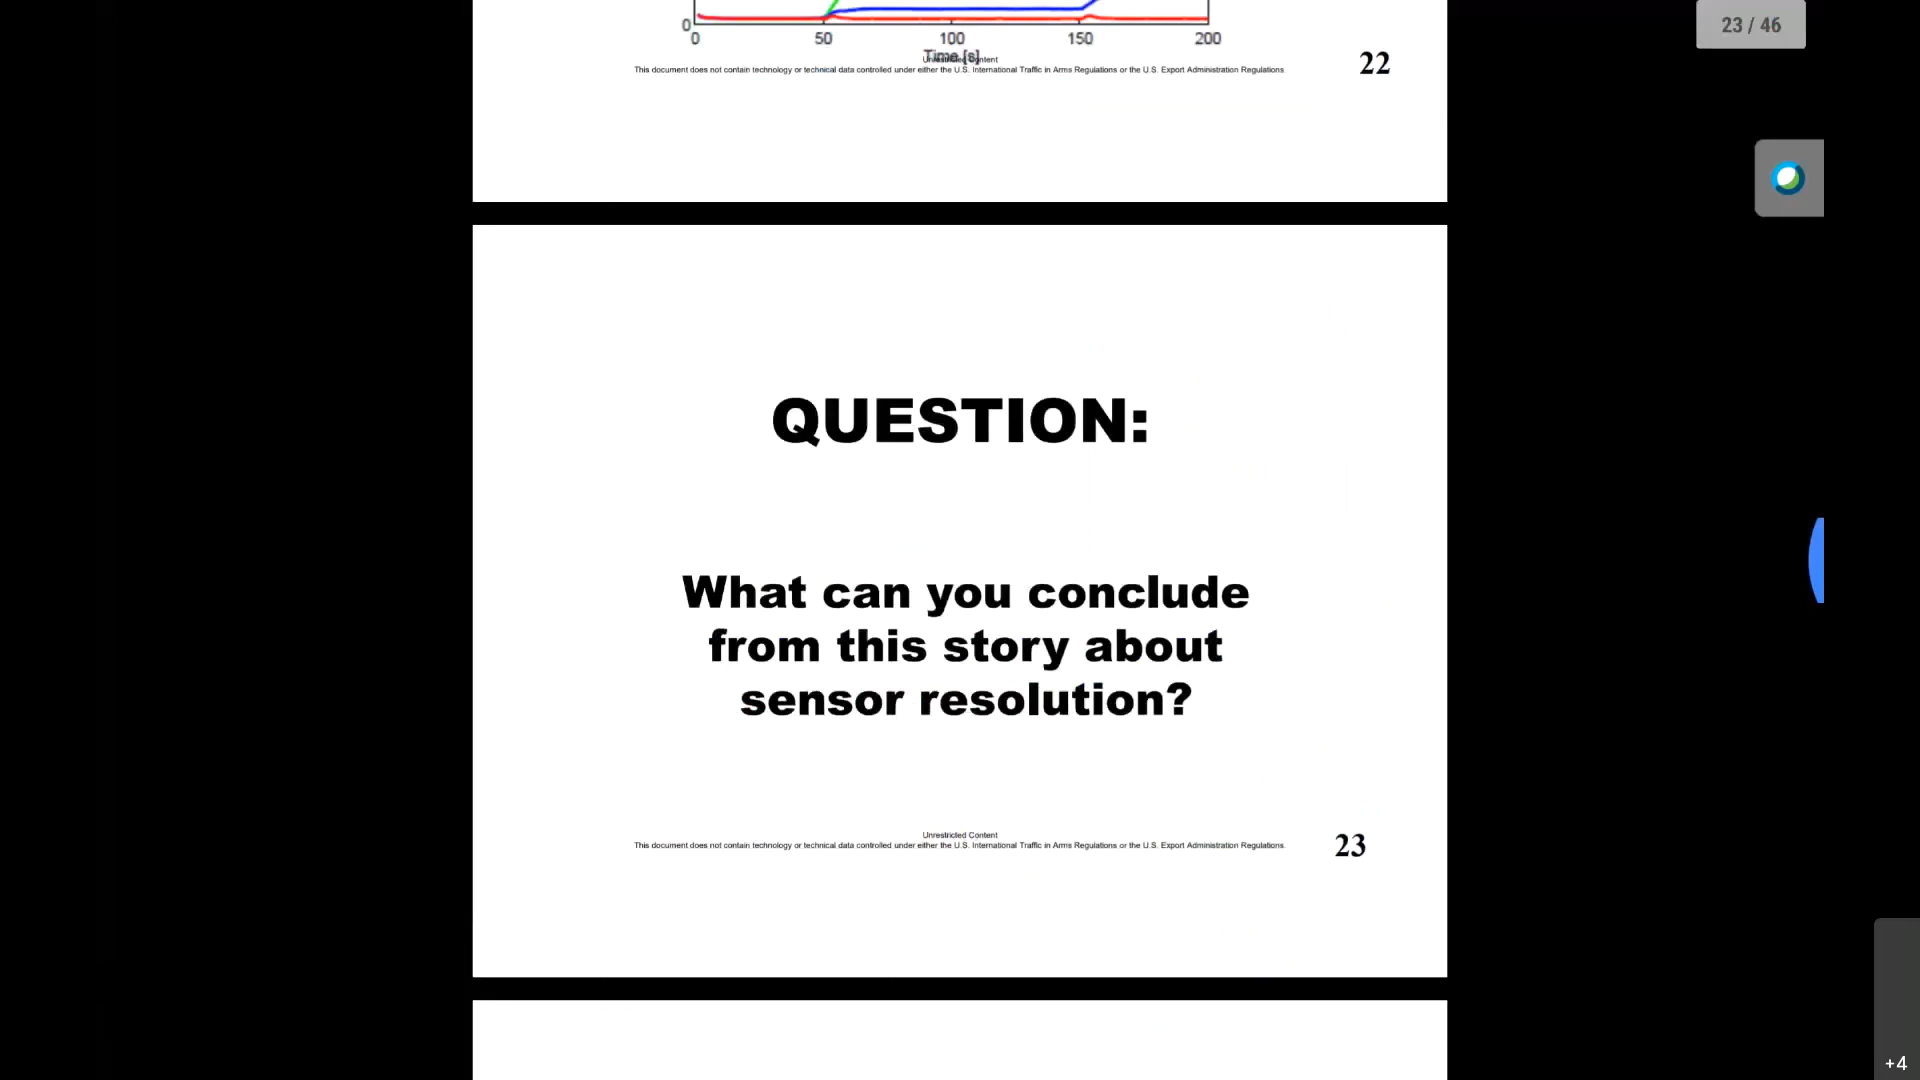 23 / 46
0
0 50 100 150 200
Time [s]
Unrestricted Content
This document does not contain technology or technical data controlled under either the U.S. International Traffic in Arms Regulations or the U.S. Export Administration Regulations.
22
QUESTION:
What can you conclude
from this story about
sensor resolution?
Unrestricted Content
This document does not contain technology or technical data controlled under either the U.S. International Traffic in Arms Regulations or the U.S. Export Administration Regulations.
23
+4